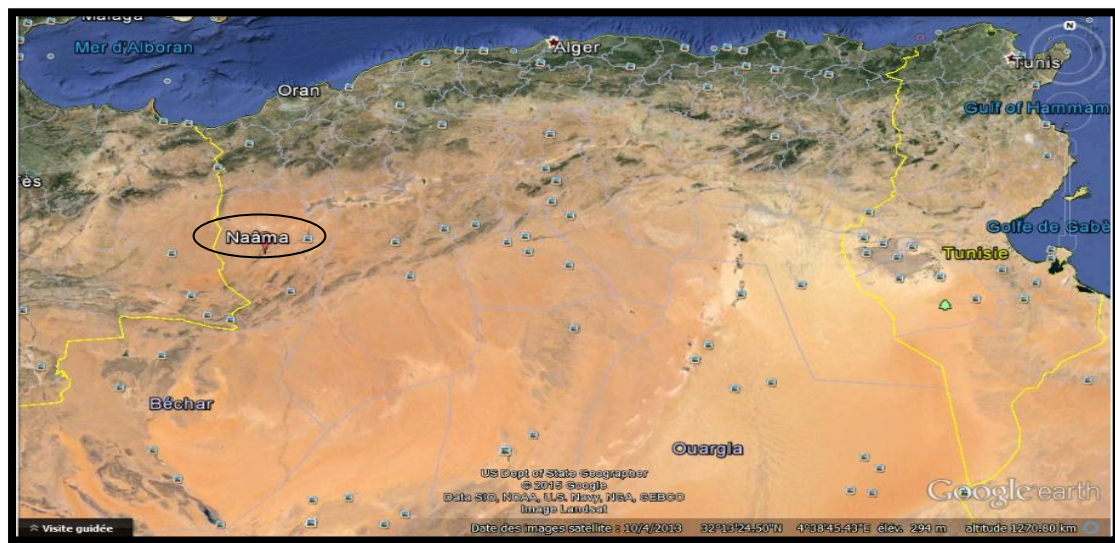 Malaga
N
Mer d'Alboran
Alger
Tunis
Oran
Gulf of Hammam
ès
Naâma
Golfe de Gabè
Tunisie
Béchar
Ouargla
US Dept of State Geographer
© 2015 Google
Data SIO, NOAA, U.S. Navy, NGA, GEBCO
Image Landsat
Google earth
Visite guidée
Date des images satellite : 10/4/2013 32°13'24.50"N 4°38'45.43"E élév. 294 m altitude 1270.80 km